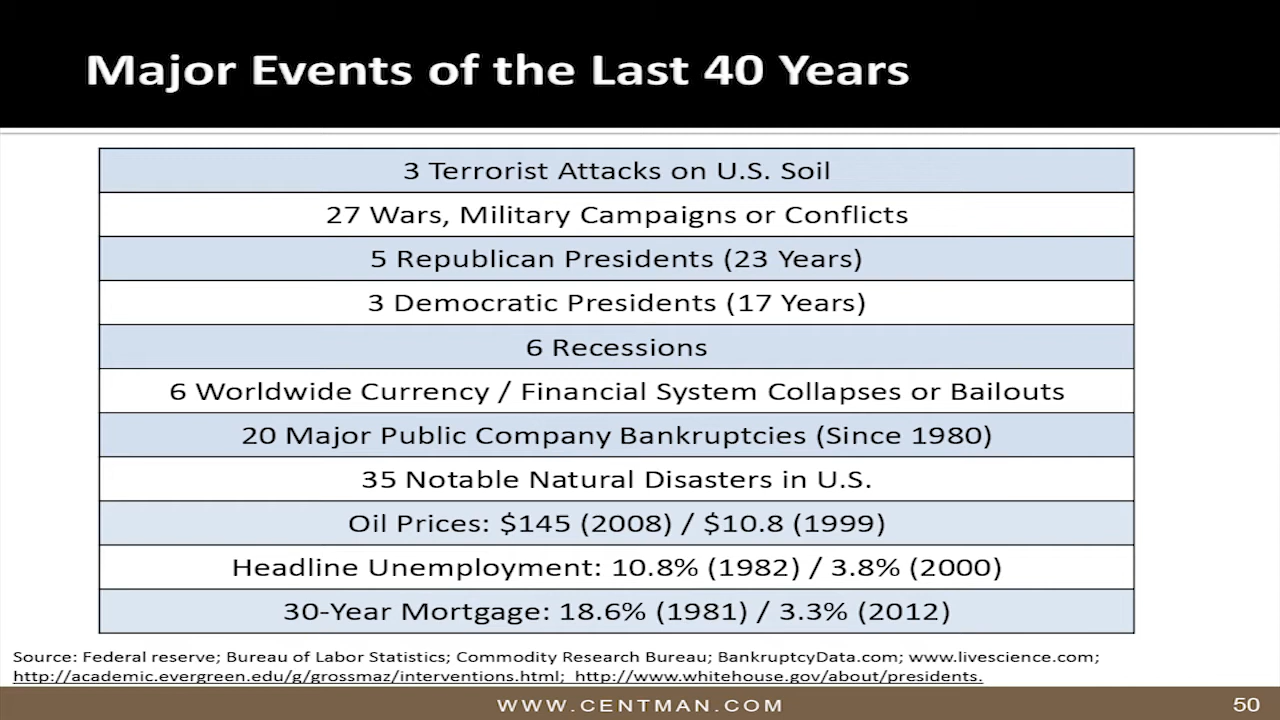 Major Events of the Last 40 Years
3 Terrorist Attacks on U.S. Soil
27 Wars, Military Campaigns or Conflicts
5 Republican Presidents (23 Years)
3 Democratic Presidents (17 Years)
6 Recessions
6 Worldwide Currency / Financial System Collapses or Bailouts
20 Major Public Company Bankruptcies (Since 1980)
35 Notable Natural Disasters in U.S.
Oil Prices: $145 (2008) / $10.8 (1999)
Headline Unemployment: 10.8% (1982) / 3.8% (2000)
30-Year Mortgage: 18.6% (1981) / 3.3% (2012)
Source: Federal reserve; Bureau of Labor Statistics; Commodity Research Bureau; BankruptcyData.com; www.livescience.com;
http://academic.evergreen.edu/g/grossmaz/interventions.html; http://www.whitehouse.gov/about/presidents.
WWW.CENTMAN.COM
50